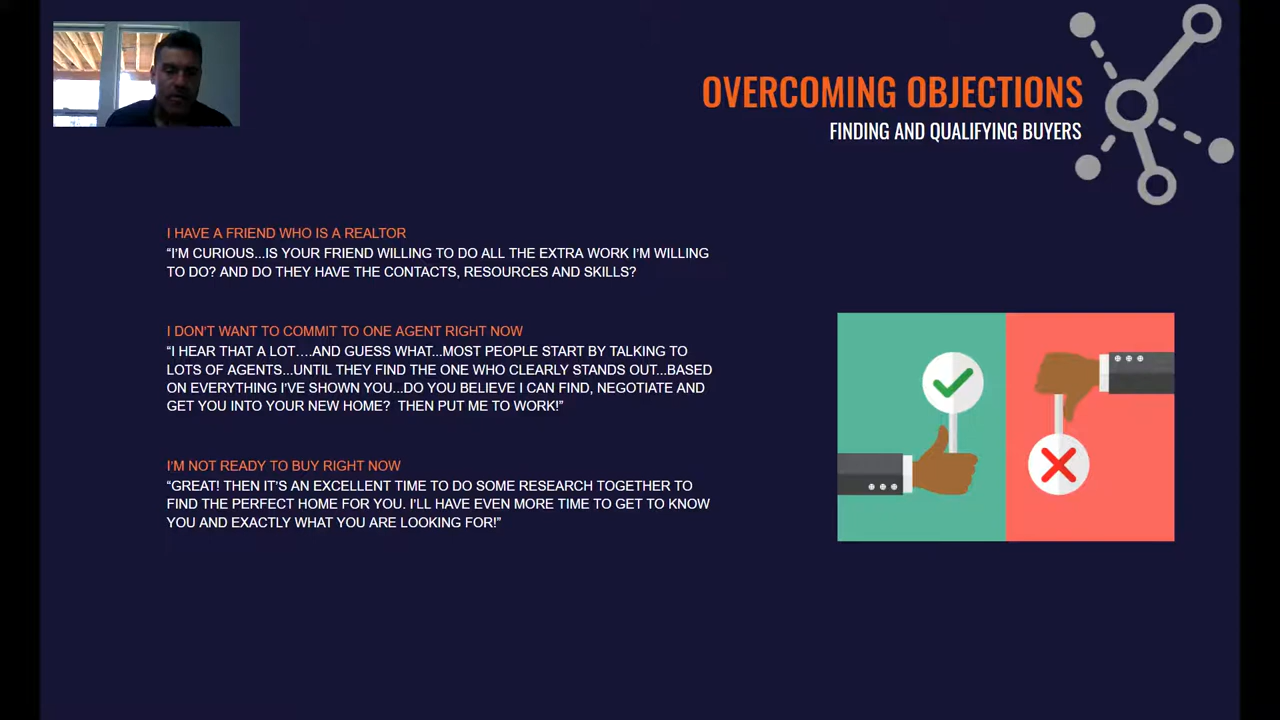 OVERCOMING OBJECTIONS
FINDING AND QUALIFYING BUYERS
I HAVE A FRIEND WHO IS A REALTOR
“I'M CURIOUS...IS YOUR FRIEND WILLING TO DO ALL THE EXTRA WORK I'M WILLING
TO DO? AND DO THEY HAVE THE CONTACTS, RESOURCES AND SKILLS?
I DON'T WANT TO COMMIT TO ONE AGENT RIGHT NOW
“I HEAR THAT A LOT….AND GUESS WHAT...MOST PEOPLE START BY TALKING TO
LOTS OF AGENTS...UNTIL THEY FIND THE ONE WHO CLEARLY STANDS OUT...BASED
ON EVERYTHING I'VE SHOWN YOU...DO YOU BELIEVE I CAN FIND, NEGOTIATE AND
GET YOU INTO YOUR NEW HOME?  THEN PUT ME TO WORK!”
I'M NOT READY TO BUY RIGHT NOW
“GREAT! THEN IT'S AN EXCELLENT TIME TO DO SOME RESEARCH TOGETHER TO
FIND THE PERFECT HOME FOR YOU. I'LL HAVE EVEN MORE TIME TO GET TO KNOW
YOU AND EXACTLY WHAT YOU ARE LOOKING FOR!”